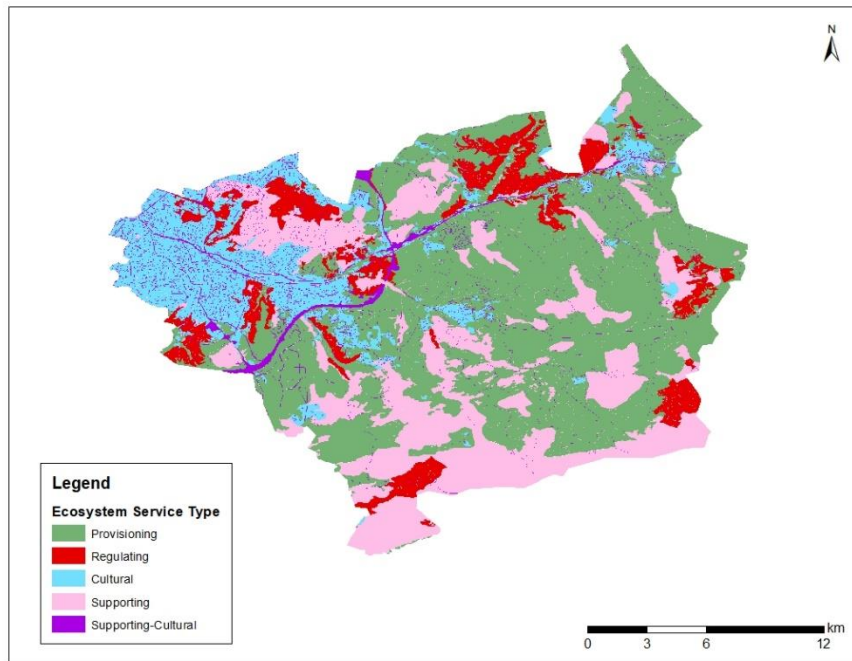 N
Legend
Ecosystem Service Type
Provisioning
Regulating
Cultural
Supporting
Supporting-Cultural
km
0 3 6 12